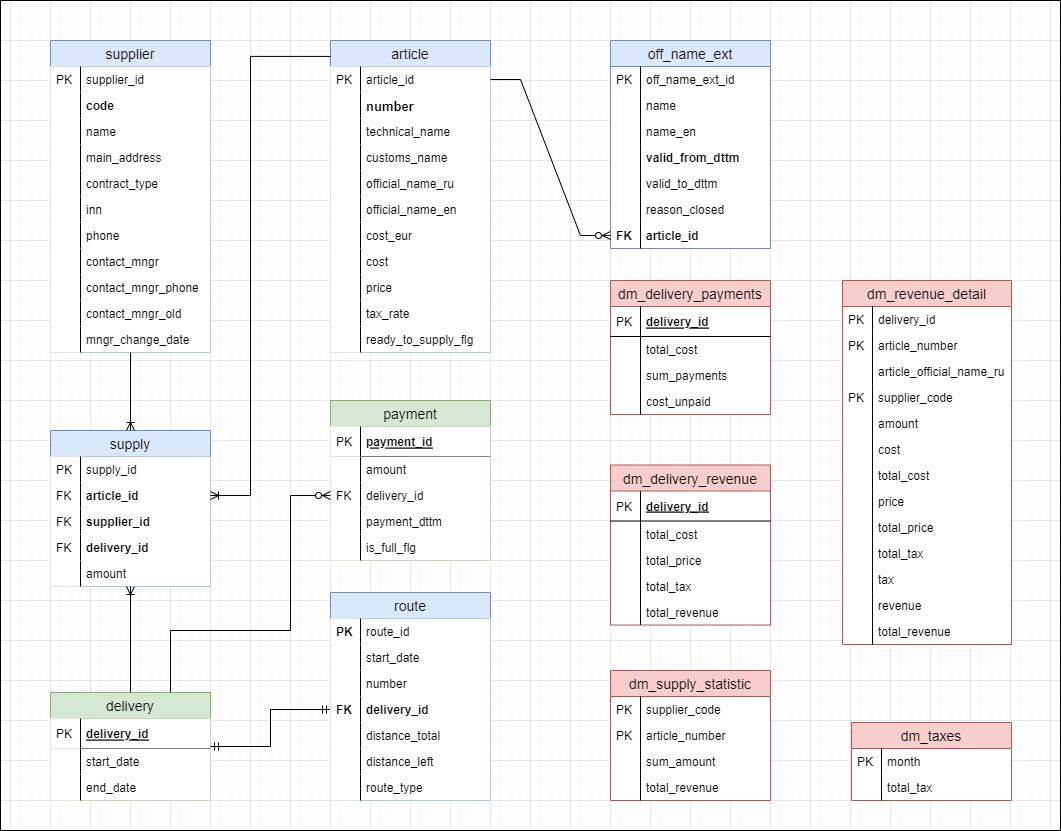 supplier
PK supplier_id
code
name
main_address
contract_type
inn
phone
contact_mngr
contact_mngr_phone
contact_mngr_old
mngr_change_date
article
PK article_id
number
technical_name
customs_name
official_name_ru
official_name_en
cost_eur
cost
price
tax_rate
ready_to_supply_flg
off_name_ext
PK off_name_ext_id
name
name_en
valid_from_dttm
valid_to_dttm
reason_closed
FK article_id
supply
PK supply_id
FK article_id
FK supplier_id
FK delivery_id
amount
payment
PK payment_id
amount
FK delivery_id
payment_dttm
is_full_flg
dm_delivery_payments
PK delivery_id
total_cost
sum_payments
cost_unpaid
dm_revenue_detail
PK delivery_id
PK article_number
article_official_name_ru
PK supplier_code
amount
cost
total_cost
price
total_price
total_tax
tax
revenue
total_revenue
dm_delivery_revenue
PK delivery_id
total_cost
total_price
total_tax
total_revenue
delivery
PK delivery_id
start_date
end_date
route
PK route_id
start_date
number
FK delivery_id
distance_total
distance_left
route_type
dm_supply_statistic
PK supplier_code
PK article_number
sum_amount
total_revenue
dm_taxes
PK month
total_tax